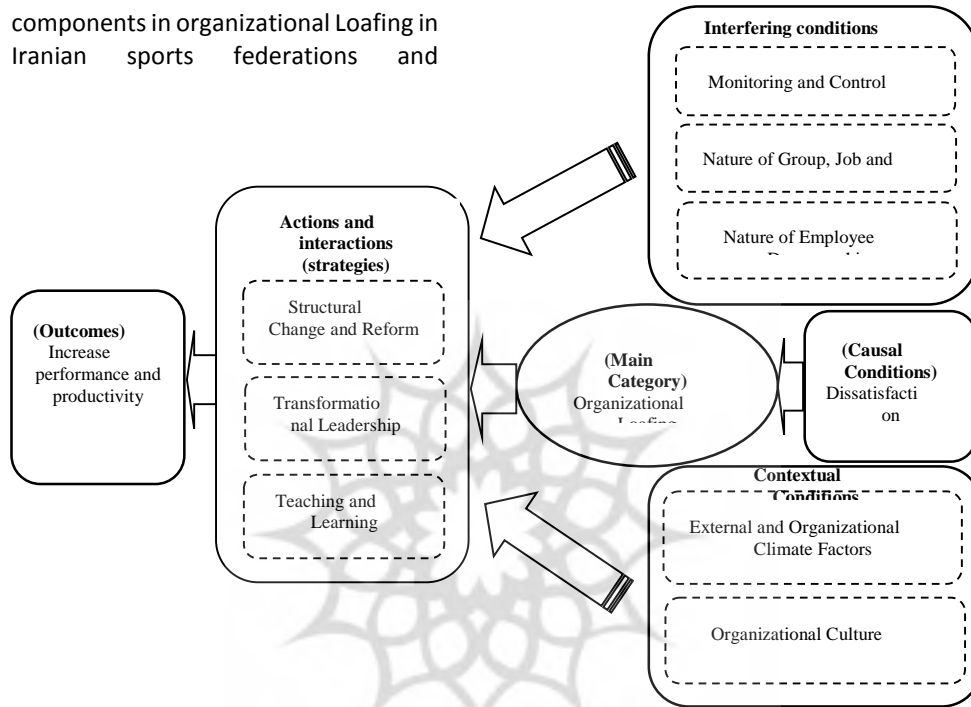 components in organizational Loafing in
Iranian sports federations and
Interfering conditions
Monitoring and Control
Nature of Group, Job and
Nature of Employee
Actions and
interactions
(strategies)
Structural
Change and Reform
Transformatio
nal Leadership
Teaching and
Learning
(Outcomes)
Increase
performance and
productivity
(Main
Category)
Organizational
Loafing
(Causal
Conditions)
Dissatisfacti
on
Contextual
Conditions
External and Organizational
Climate Factors
Organizational Culture